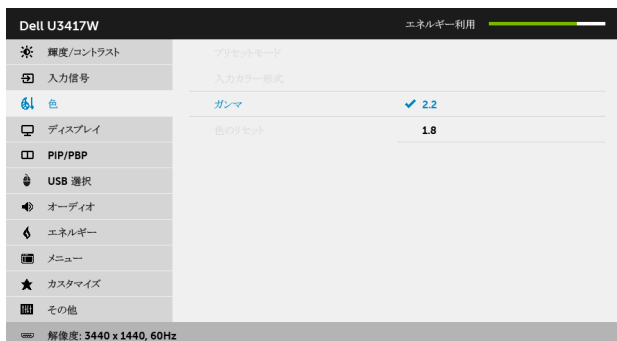 Dell U3417W
エネルギー利用
輝度/コントラスト
プリセットモード
入力信号
入力カラー形式
色
ガンマ
2.2
ディスプレイ
色のリセット
1.8
PIP/PBP
USB 選択
オーディオ
エネルギー
メニュー
カスタマイズ
その他
解像度: 3440 x 1440, 60Hz